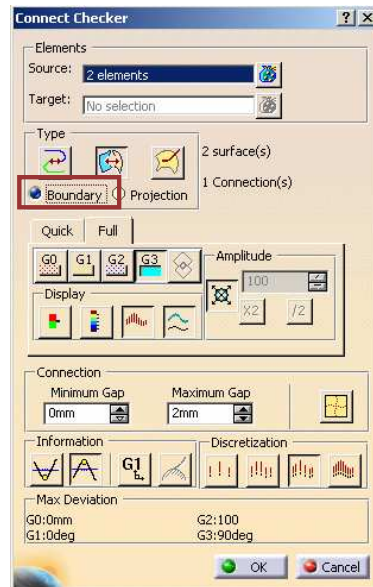 Connect Checker
Elements
Source: 2 elements
Target: No selection
Type
2 surface(s)
1 Connection(s)
Boundary Projection
Quick Full
G0 G1 G2 G3
Amplitude
100
X2 /2
Display
Connection
Minimum Gap Maximum Gap
0mm 2mm
Information Discretization
G1
Max Deviation
G0:0mm G2:100
G1:0deg G3:90deg
OK Cancel